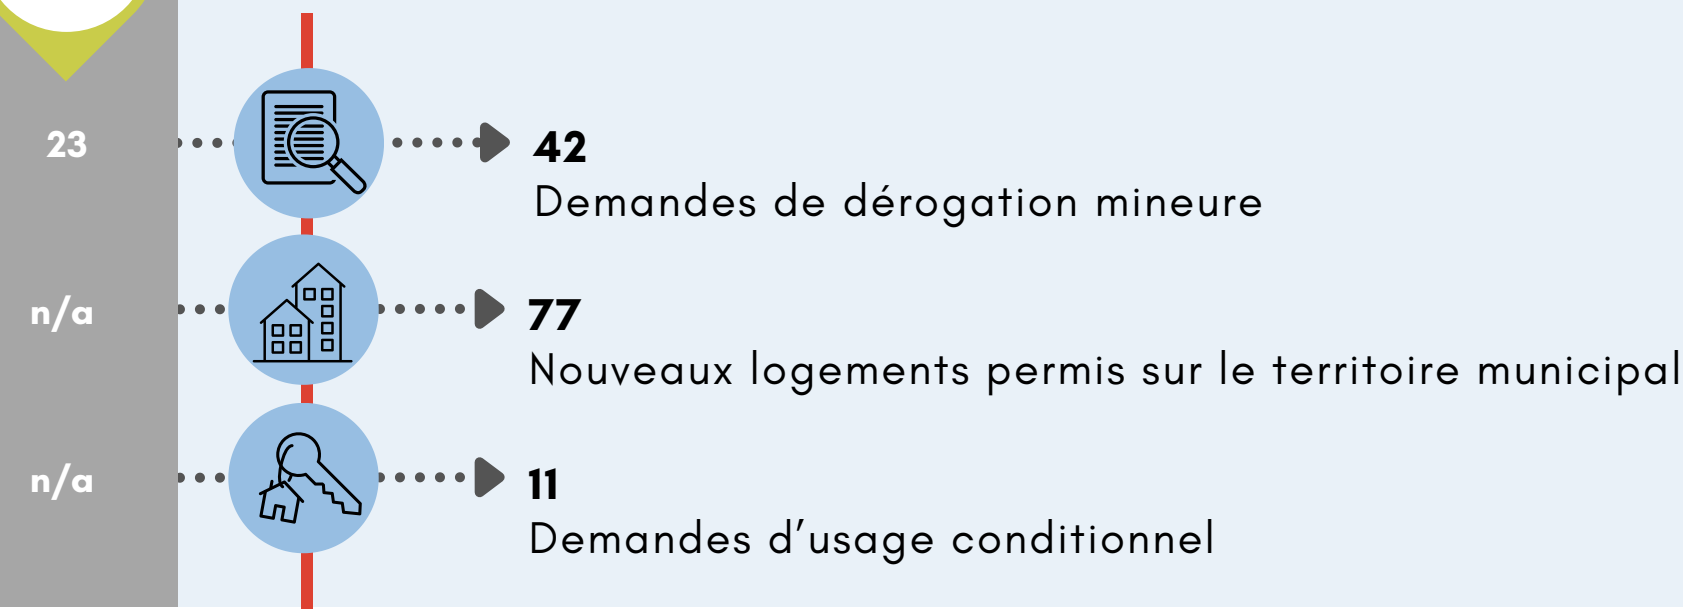 23
42
Demandes de dérogation mineure
n/a
77
Nouveaux logements permis sur le territoire municipal
n/a
11
Demandes d’usage conditionnel